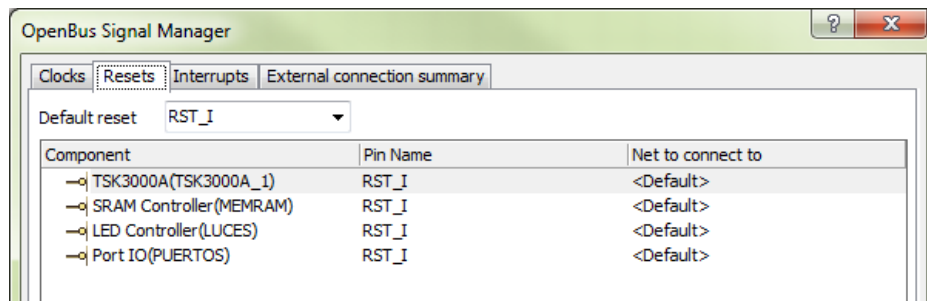 OpenBus Signal Manager
Clocks Resets Interrupts External connection summary
Default reset RST_I
Component Pin Name Net to connect to
TSK3000A(TSK3000A_1) RST_I <Default>
SRAM Controller(MEMRAM) RST_I <Default>
LED Controller(LUCES) RST_I <Default>
Port IO(PUERTOS) RST_I <Default>